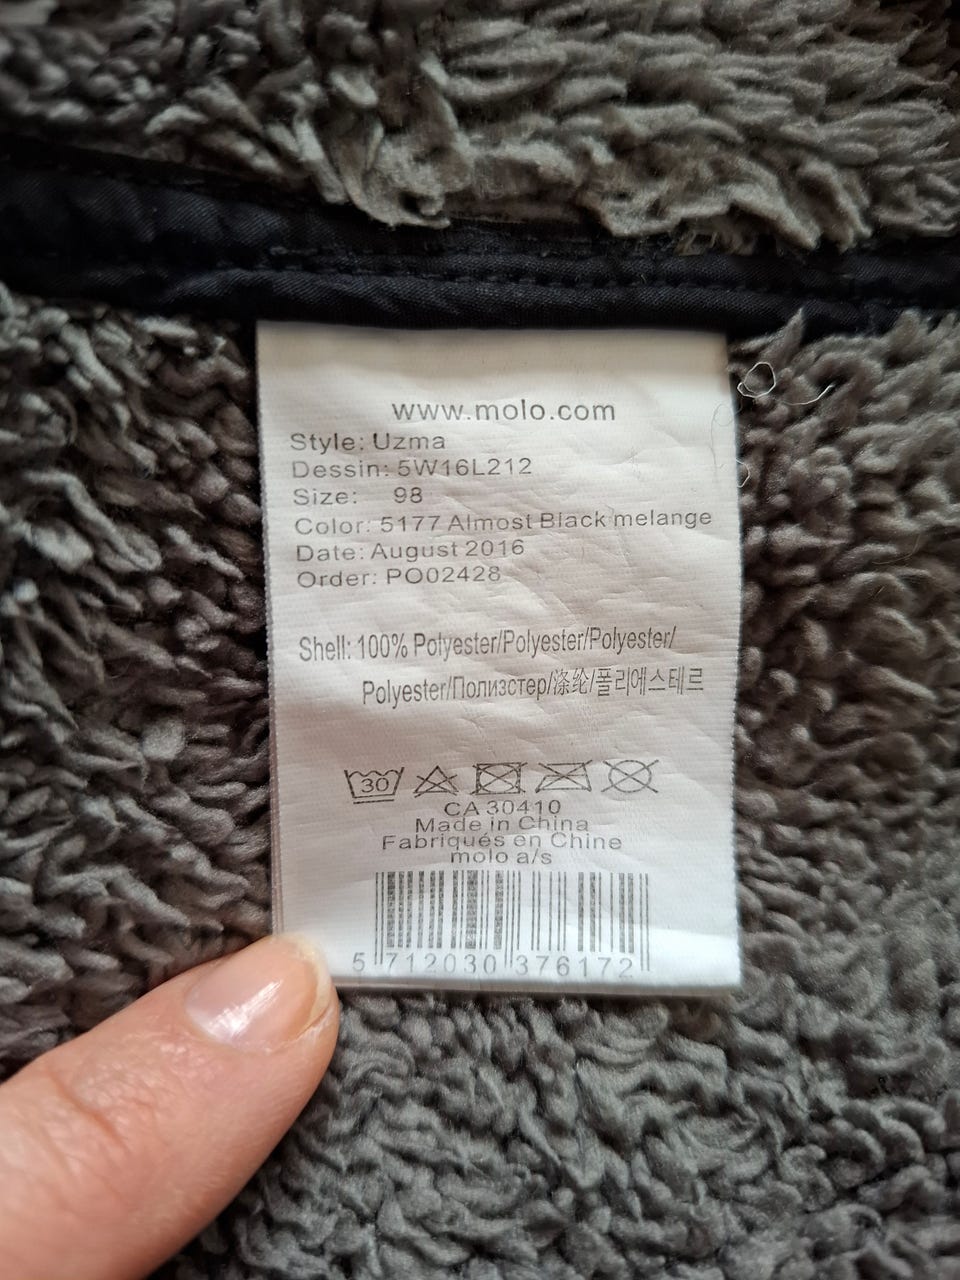 www.molo.com
Style: Uzma
Dessin: 5W16L212
Size: 98
Color: 5177 Almost Black melange
Date: August 2016
Order: PO02428
Shell: 100% Polyester/Polyester/Polyester/
Polyester/Полизстер/涤纶/폴리에스테르
30
CA 30410
Made in China
Fabriqués en Chine
molo a/s
5 712030 376172